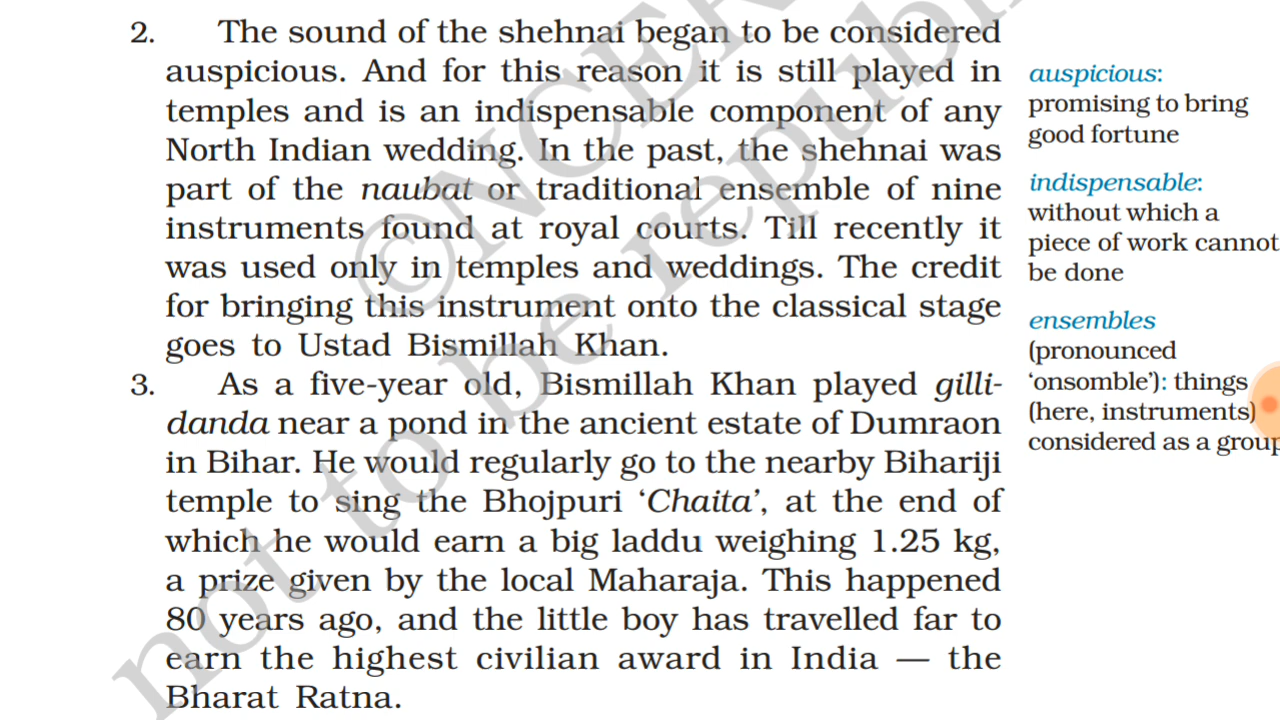 2. The sound of the shehnai began to be considered
auspicious. And for this reason it is still played in
temples and is an indispensable component of any
North Indian wedding. In the past, the shehnai was
part of the naubat or traditional ensemble of nine
instruments found at royal courts. Till recently it
was used only in temples and weddings. The credit
for bringing this instrument onto the classical stage
goes to Ustad Bismillah Khan.
3. As a five-year old, Bismillah Khan played gilli-
danda near a pond in the ancient estate of Dumraon
in Bihar. He would regularly go to the nearby Bihariji
temple to sing the Bhojpuri ‘Chaita’, at the end of
which he would earn a big laddu weighing 1.25 kg,
a prize given by the local Maharaja. This happened
80 years ago, and the little boy has travelled far to
earn the highest civilian award in India — the
Bharat Ratna.
auspicious:
promising to bring
good fortune
indispensable:
without which a
piece of work cannot
be done
ensembles
(pronounced
‘onsomble’): things
(here, instruments)
considered as a group
©NCER
not to be republi